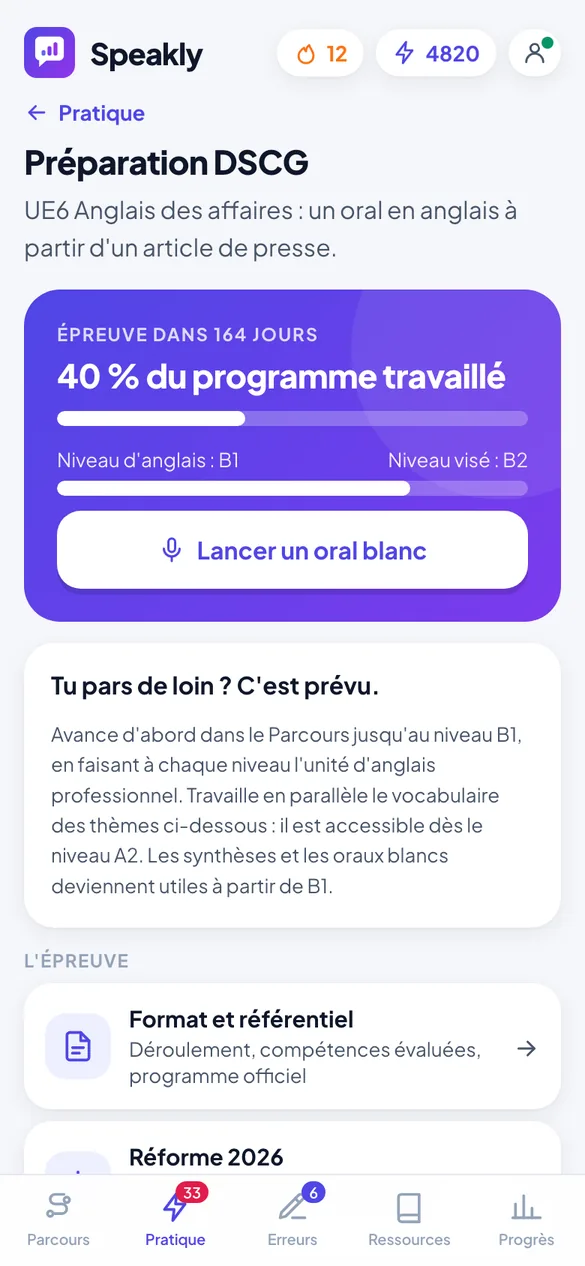 Speakly
12
4820
← Pratique
Préparation DSCG
UE6 Anglais des affaires : un oral en anglais à
partir d'un article de presse.
ÉPREUVE DANS 164 JOURS
40 % du programme travaillé
Niveau d'anglais : B1
Niveau visé : B2
Lancer un oral blanc
Tu pars de loin ? C'est prévu.
Avance d'abord dans le Parcours jusqu'au niveau B1,
en faisant à chaque niveau l'unité d'anglais
professionnel. Travaille en parallèle le vocabulaire
des thèmes ci-dessous : il est accessible dès le
niveau A2. Les synthèses et les oraux blancs
deviennent utiles à partir de B1.
L'ÉPREUVE
Format et référentiel
Déroulement, compétences évaluées,
programme officiel
Réforme 2026
33
6
Parcours
Pratique
Erreurs
Ressources
Progrès